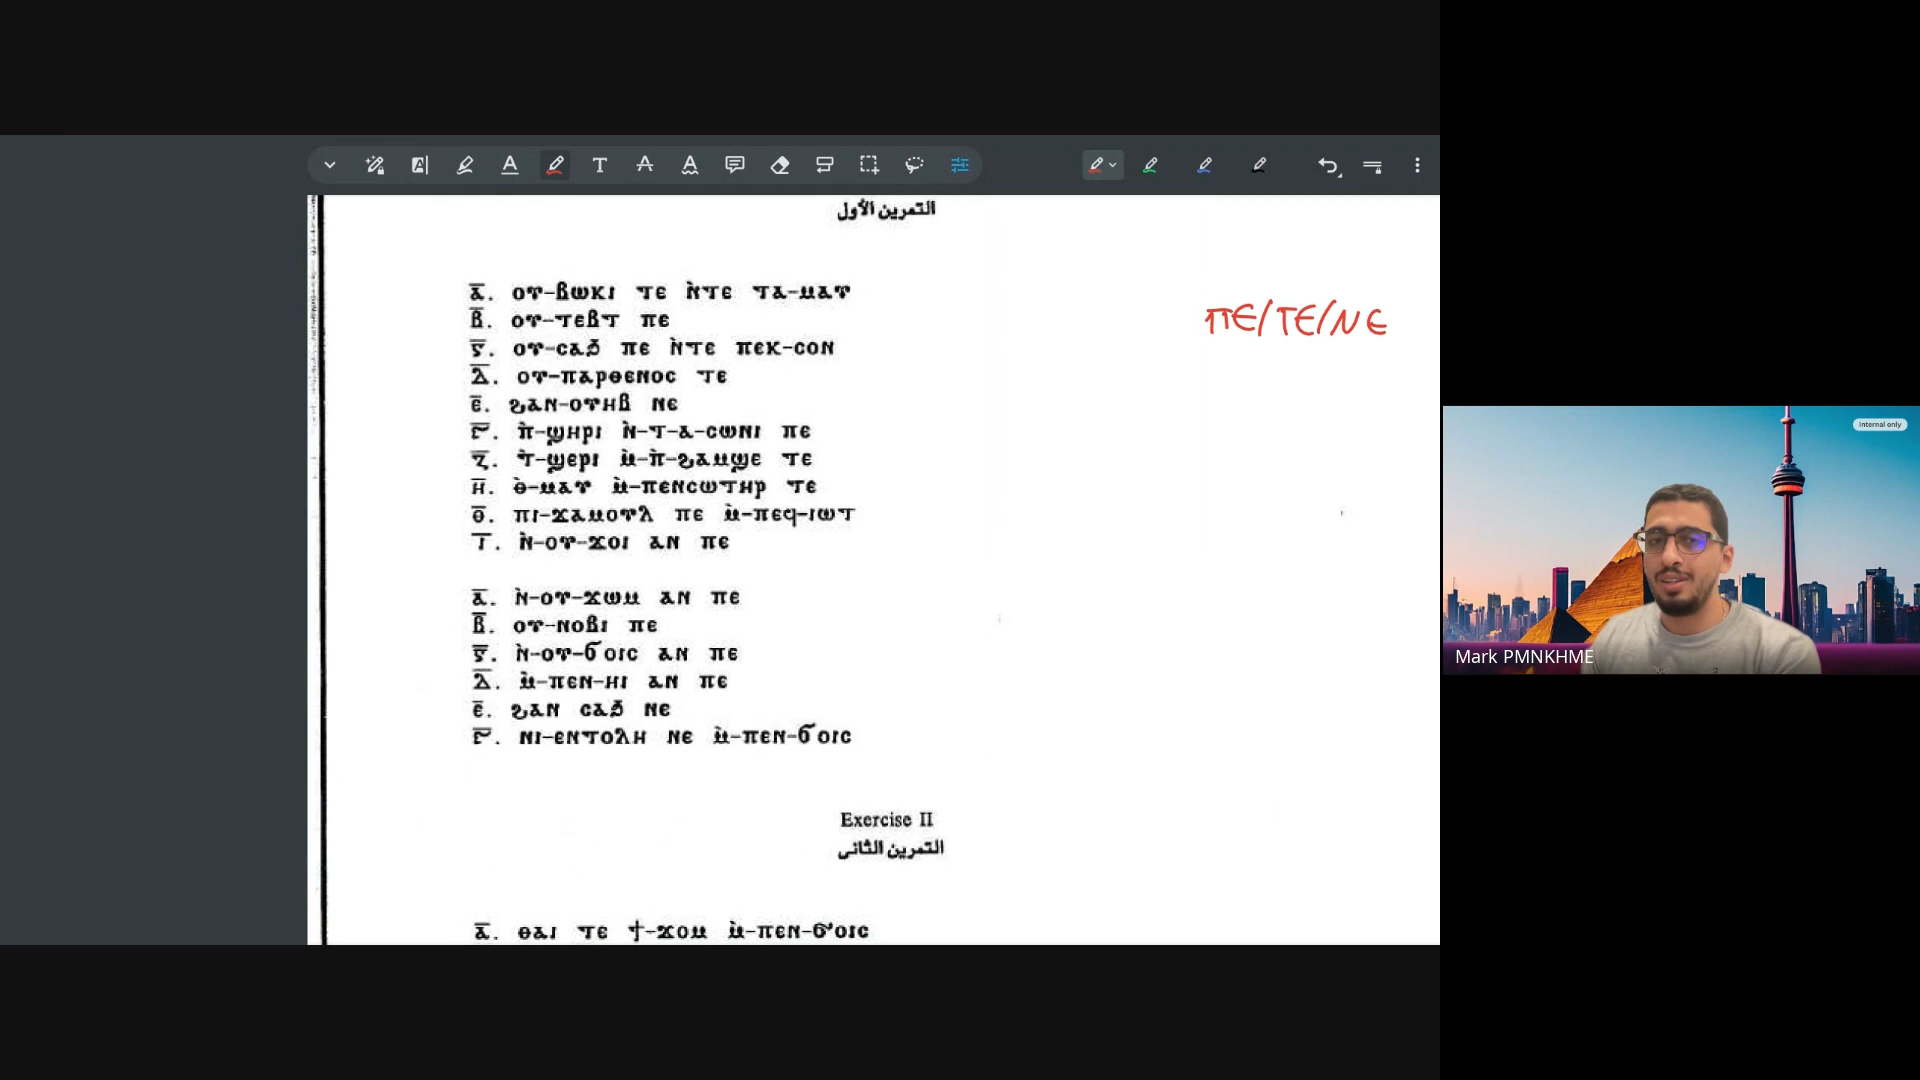 التمرين الأول
ⲁ̅. ⲟⲩ-ⲃⲱⲕⲓ ⲧⲉ ⲛ̀ⲧⲉ ⲧⲁ-ⲙⲁⲩ
ⲃ̅. ⲟⲩ-ⲧⲉⲃⲧ ⲡⲉ
ⲅ̅. ⲟⲩ-ⲥⲁϧ ⲡⲉ ⲛ̀ⲧⲉ ⲡⲉⲕ-ⲥⲟⲛ
ⲇ̅. ⲟⲩ-ⲡⲁⲣⲑⲉⲛⲟⲥ ⲧⲉ
ⲉ̅. ϩⲁⲛ-ⲟⲩⲏⲃ ⲛⲉ
ⲋ̅. ⲡ̀-ϣⲏⲣⲓ ⲛ̀-ⲧ-ⲁ-ⲥⲱⲛⲓ ⲡⲉ
ⲍ̅. ⲧ̀-ϣⲉⲣⲓ ⲙ̀-ⲡ̀-ϩⲁⲙϣⲉ ⲧⲉ
ⲏ̅. ⲑ̀-ⲙⲁⲩ ⲙ̀-ⲡⲉⲛⲥⲱⲧⲏⲣ ⲧⲉ
ⲑ̅. ⲡⲓ-ϫⲁⲙⲟⲩⲗ ⲡⲉ ⲙ̀-ⲡⲉϥ-ⲓⲱⲧ
ⲓ̅. ⲛ̀-ⲟⲩ-ϫⲟⲓ ⲁⲛ ⲡⲉ
ⲁ̅. ⲛ̀-ⲟⲩ-ϫⲱⲙ ⲁⲛ ⲡⲉ
ⲃ̅. ⲟⲩ-ⲛⲟⲃⲓ ⲡⲉ
ⲅ̅. ⲛ̀-ⲟⲩ-ϭⲟⲓⲥ ⲁⲛ ⲡⲉ
ⲇ̅. ⲙ̀-ⲡⲉⲛ-ⲏⲓ ⲁⲛ ⲡⲉ
ⲉ̅. ϩⲁⲛ ⲥⲁϧ ⲛⲉ
ⲋ̅. ⲛⲓ-ⲉⲛⲧⲟⲗⲏ ⲛⲉ ⲙ̀-ⲡⲉⲛ-ϭⲟⲓⲥ
Exercise II
التمرين الثانى
ⲁ̅. ⲑⲁⲓ ⲧⲉ ϯ-ϫⲟⲙ ⲙ̀-ⲡⲉⲛ-ϭⲟⲓⲥ
ⲡⲉ/ⲧⲉ/ⲛⲉ
Internal only
Mark PMNKHME